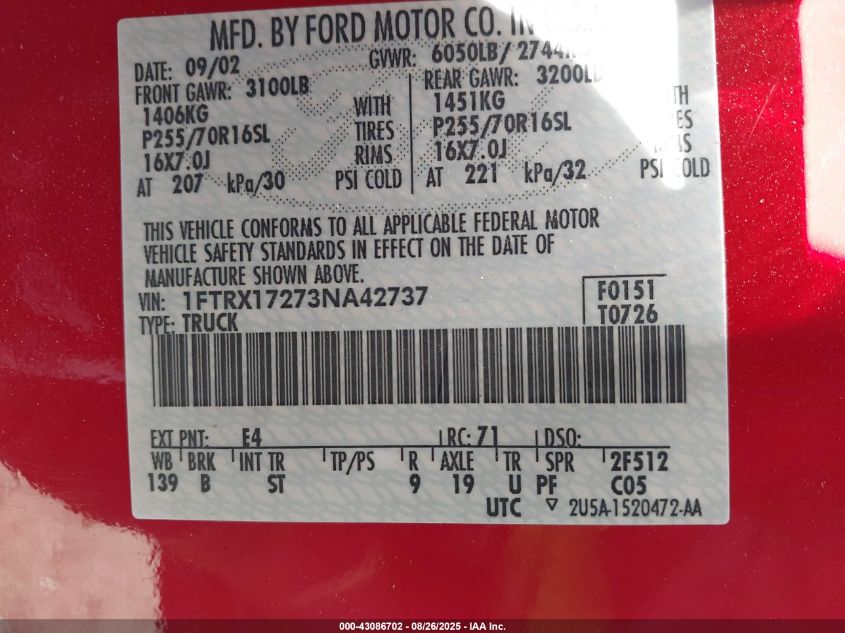 MFD. BY FORD MOTOR CO. IN
DATE: 09/02 GVWR: 6050LB/ 2744K
FRONT GAWR: 3100LB REAR GAWR: 3200LB
1406KG WITH 1451KG TH
P255/70R16SL TIRES P255/70R16SL ES
16X7.0J RIMS 16X7.0J MS
AT 207 kPa/30 PSI COLD AT 221 kPa/32 PSI COLD
THIS VEHICLE CONFORMS TO ALL APPLICABLE FEDERAL MOTOR
VEHICLE SAFETY STANDARDS IN EFFECT ON THE DATE OF
MANUFACTURE SHOWN ABOVE.
VIN: 1FTRX17273NA42737 F0151
TYPE: TRUCK T0726
EXT PNT: E4 RC: 71 DSO:
WB BRK INT TR TP/PS R AXLE TR SPR 2F512
139 B ST 9 19 U PF C05
UTC ▽ 2U5A-1520472-AA
000-43086702 - 08/26/2025 - IAA Inc.